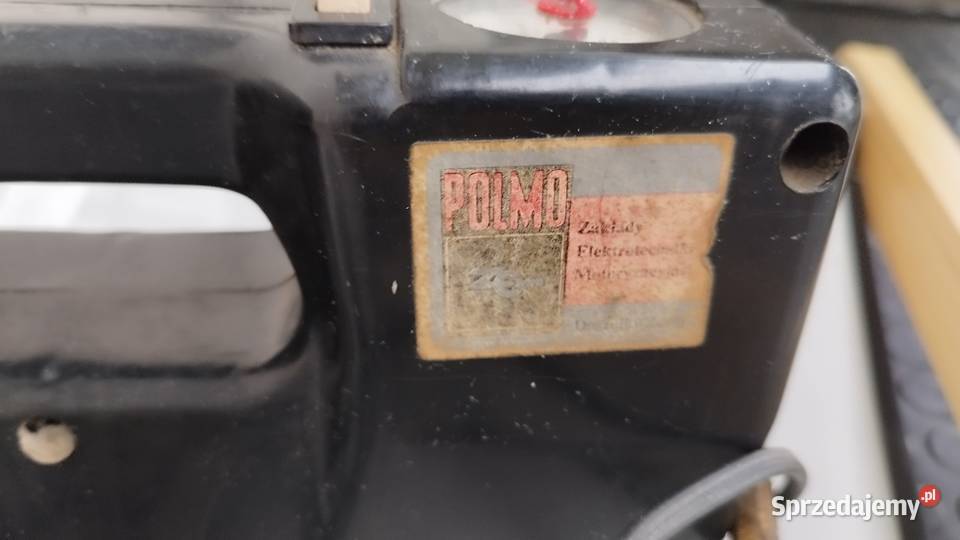 POLMO
Zakłady
Elektrotechniki
Motoryzacyjnej
Sprzedajemy.pl